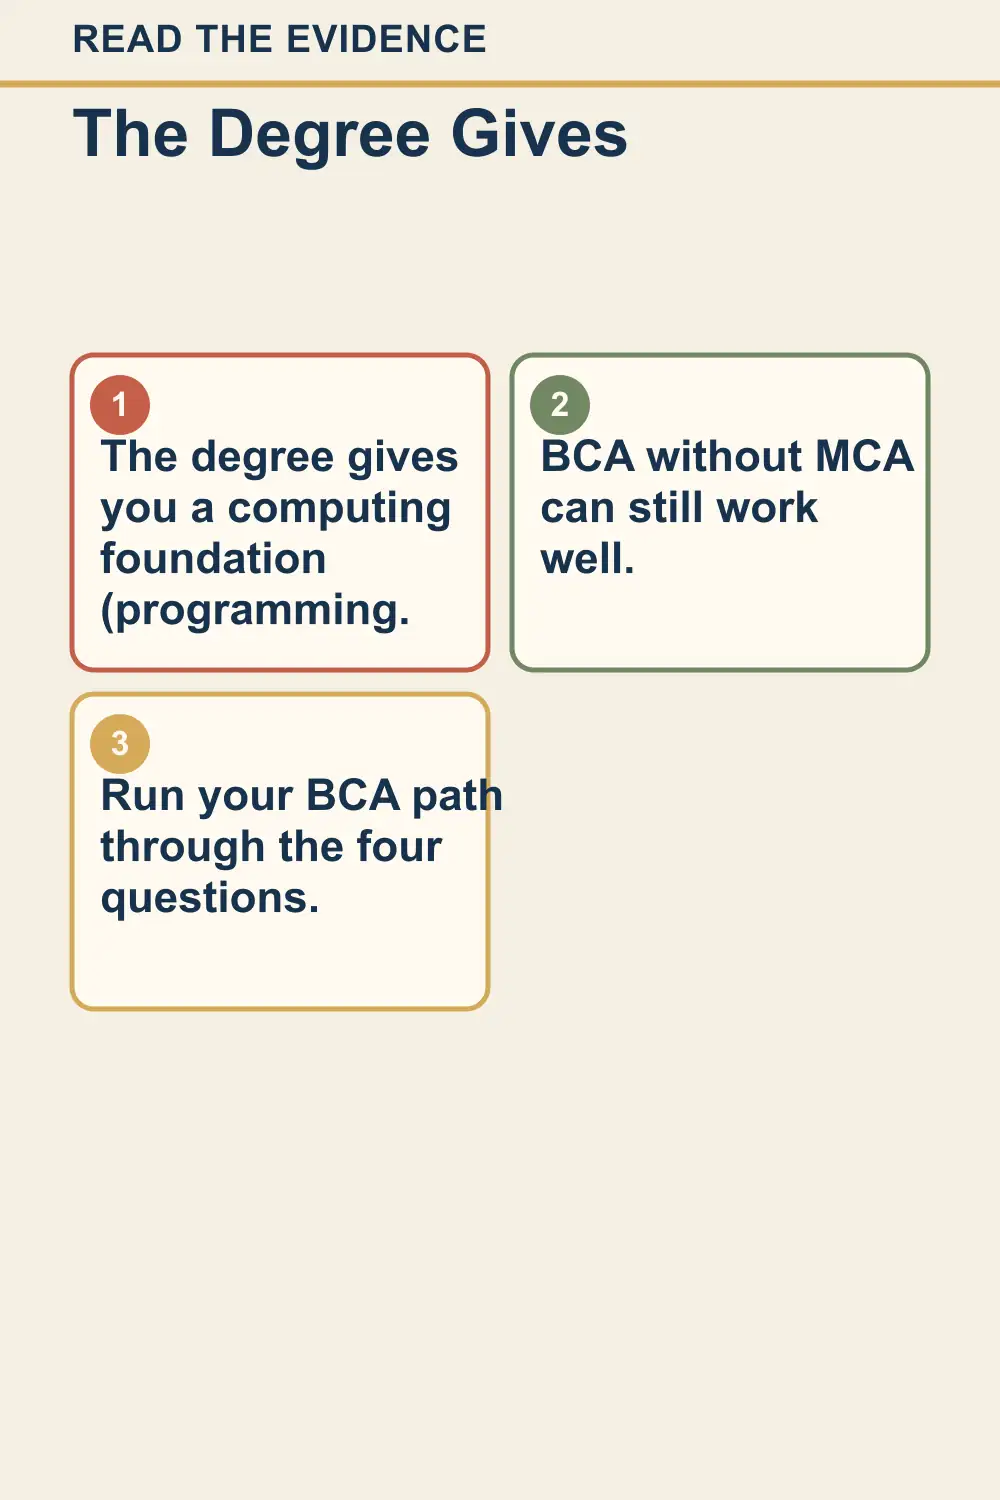 READ THE EVIDENCE
The Degree Gives
1
The degree gives
you a computing
foundation
(programming.
2
BCA without MCA
can still work
well.
3
Run your BCA path
through the four
questions.